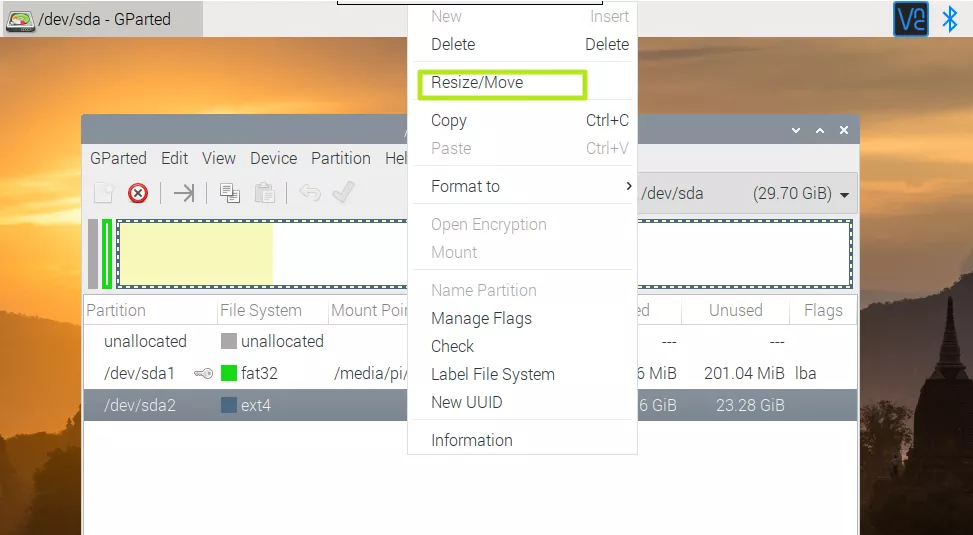 /dev/sda - GParted
New Insert
Delete Delete
Resize/Move
Copy Ctrl+C
Paste Ctrl+V
Format to
Open Encryption
Mount
Name Partition
Manage Flags
Check
Label File System
New UUID
Information
GParted Edit View Device Partition Hel
/dev/sda (29.70 GiB)
Partition File System Mount Poi ed Unused Flags
unallocated unallocated --- ---
/dev/sda1 fat32 /media/pi/ 6 MiB 201.04 MiB lba
/dev/sda2 ext4 6 GiB 23.28 GiB